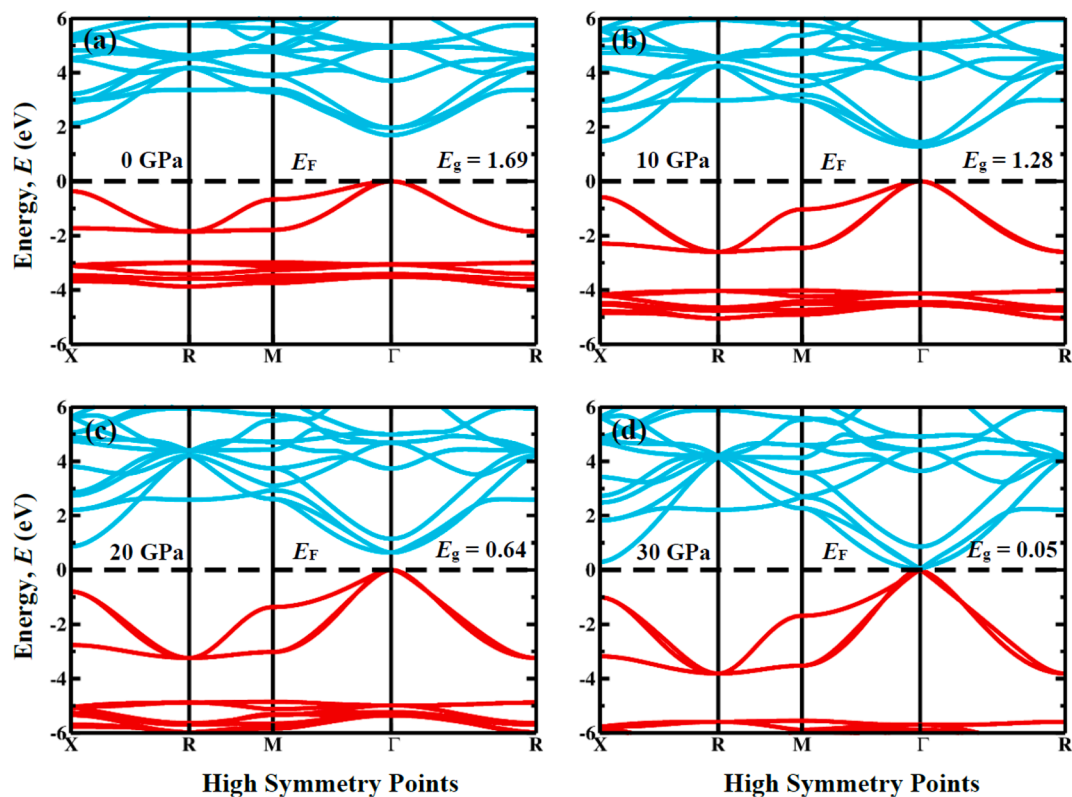 (a)
(b)
6
4
2
0
-2
-4
-6
Energy, E (eV)
0 GPa
E_F
E_g = 1.69
X
R
M
Γ
R
6
4
2
0
-2
-4
-6
10 GPa
E_F
E_g = 1.28
X
R
M
Γ
R
(c)
(d)
6
4
2
0
-2
-4
-6
Energy, E (eV)
20 GPa
E_F
E_g = 0.64
X
R
M
Γ
R
6
4
2
0
-2
-4
-6
30 GPa
E_F
E_g = 0.05
X
R
M
Γ
R
High Symmetry Points
High Symmetry Points